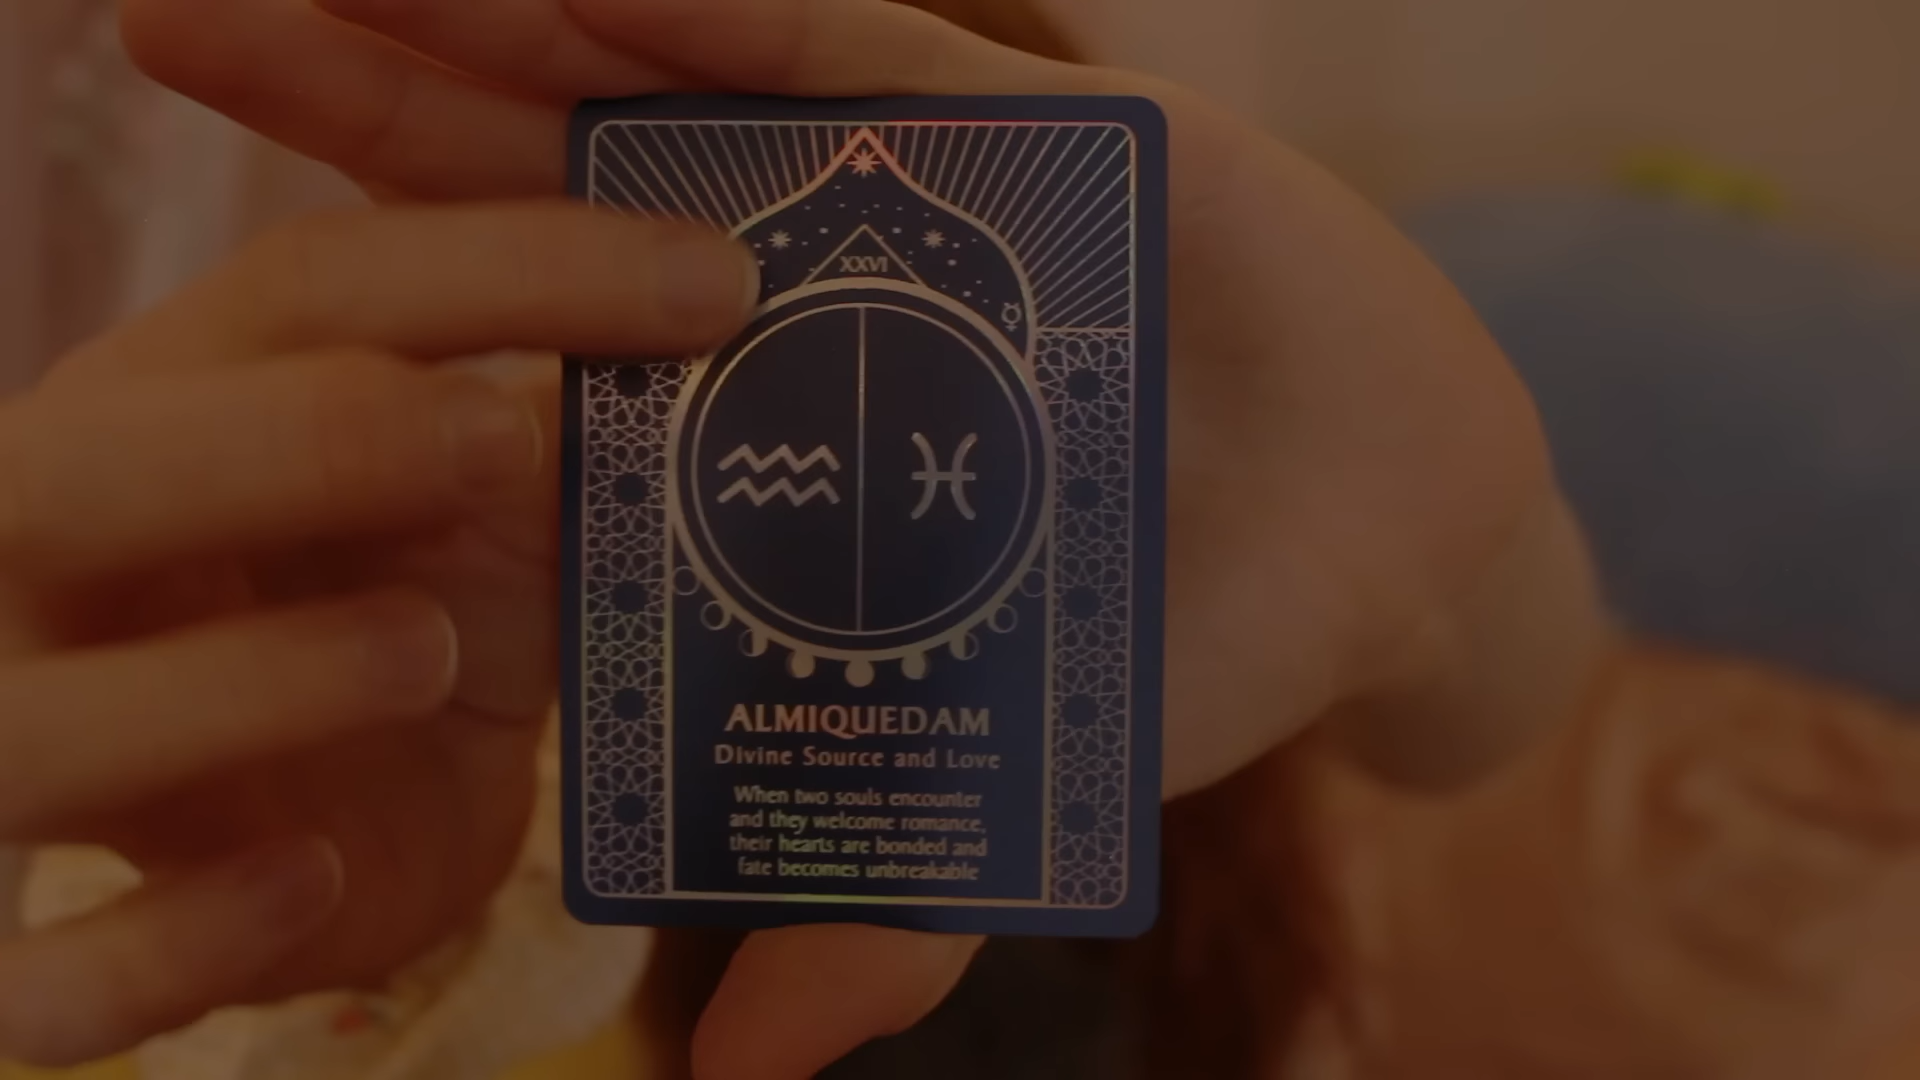 XXVI
ALMIQUEDAM
Divine Source and Love
When two souls encounter
and they welcome romance,
their hearts are bonded and
fate becomes unbreakable